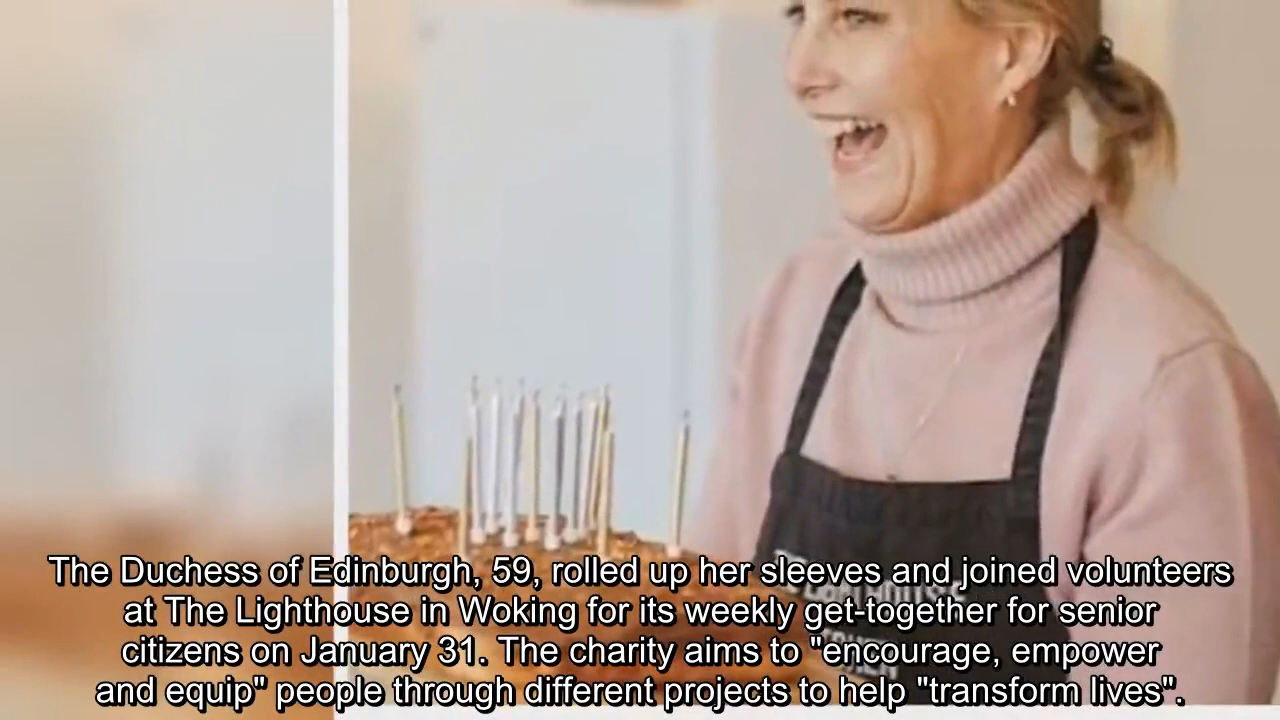 The Duchess of Edinburgh, 59, rolled up her sleeves and joined volunteers
at The Lighthouse in Woking for its weekly get-together for senior
citizens on January 31. The charity aims to "encourage, empower
and equip" people through different projects to help "transform lives".